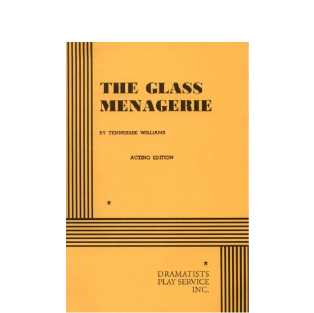 THE GLASS
MENAGERIE
BY TENNESSEE WILLIAMS
ACTING EDITION
DRAMATISTS
PLAY SERVICE
INC.